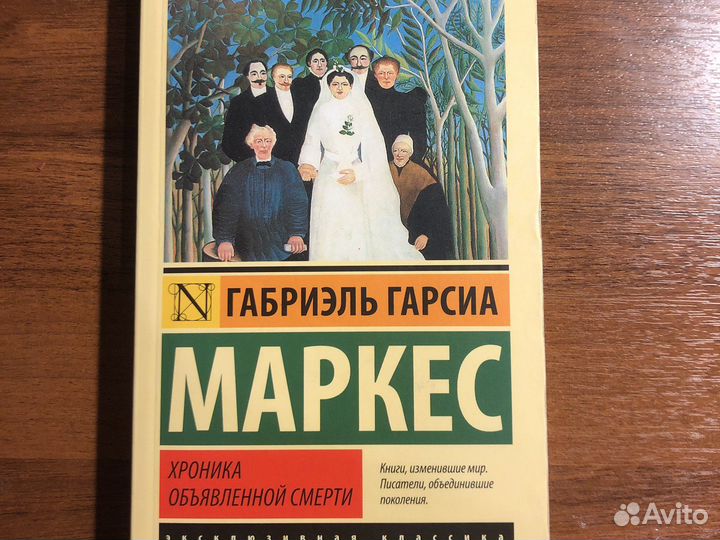 N
ГАБРИЭЛЬ ГАРСИА
МАРКЕС
ХРОНИКА
ОБЪЯВЛЕННОЙ СМЕРТИ
Книги, изменившие мир.
Писатели, объединившие
поколения.
эксклюзивная классика
Avito